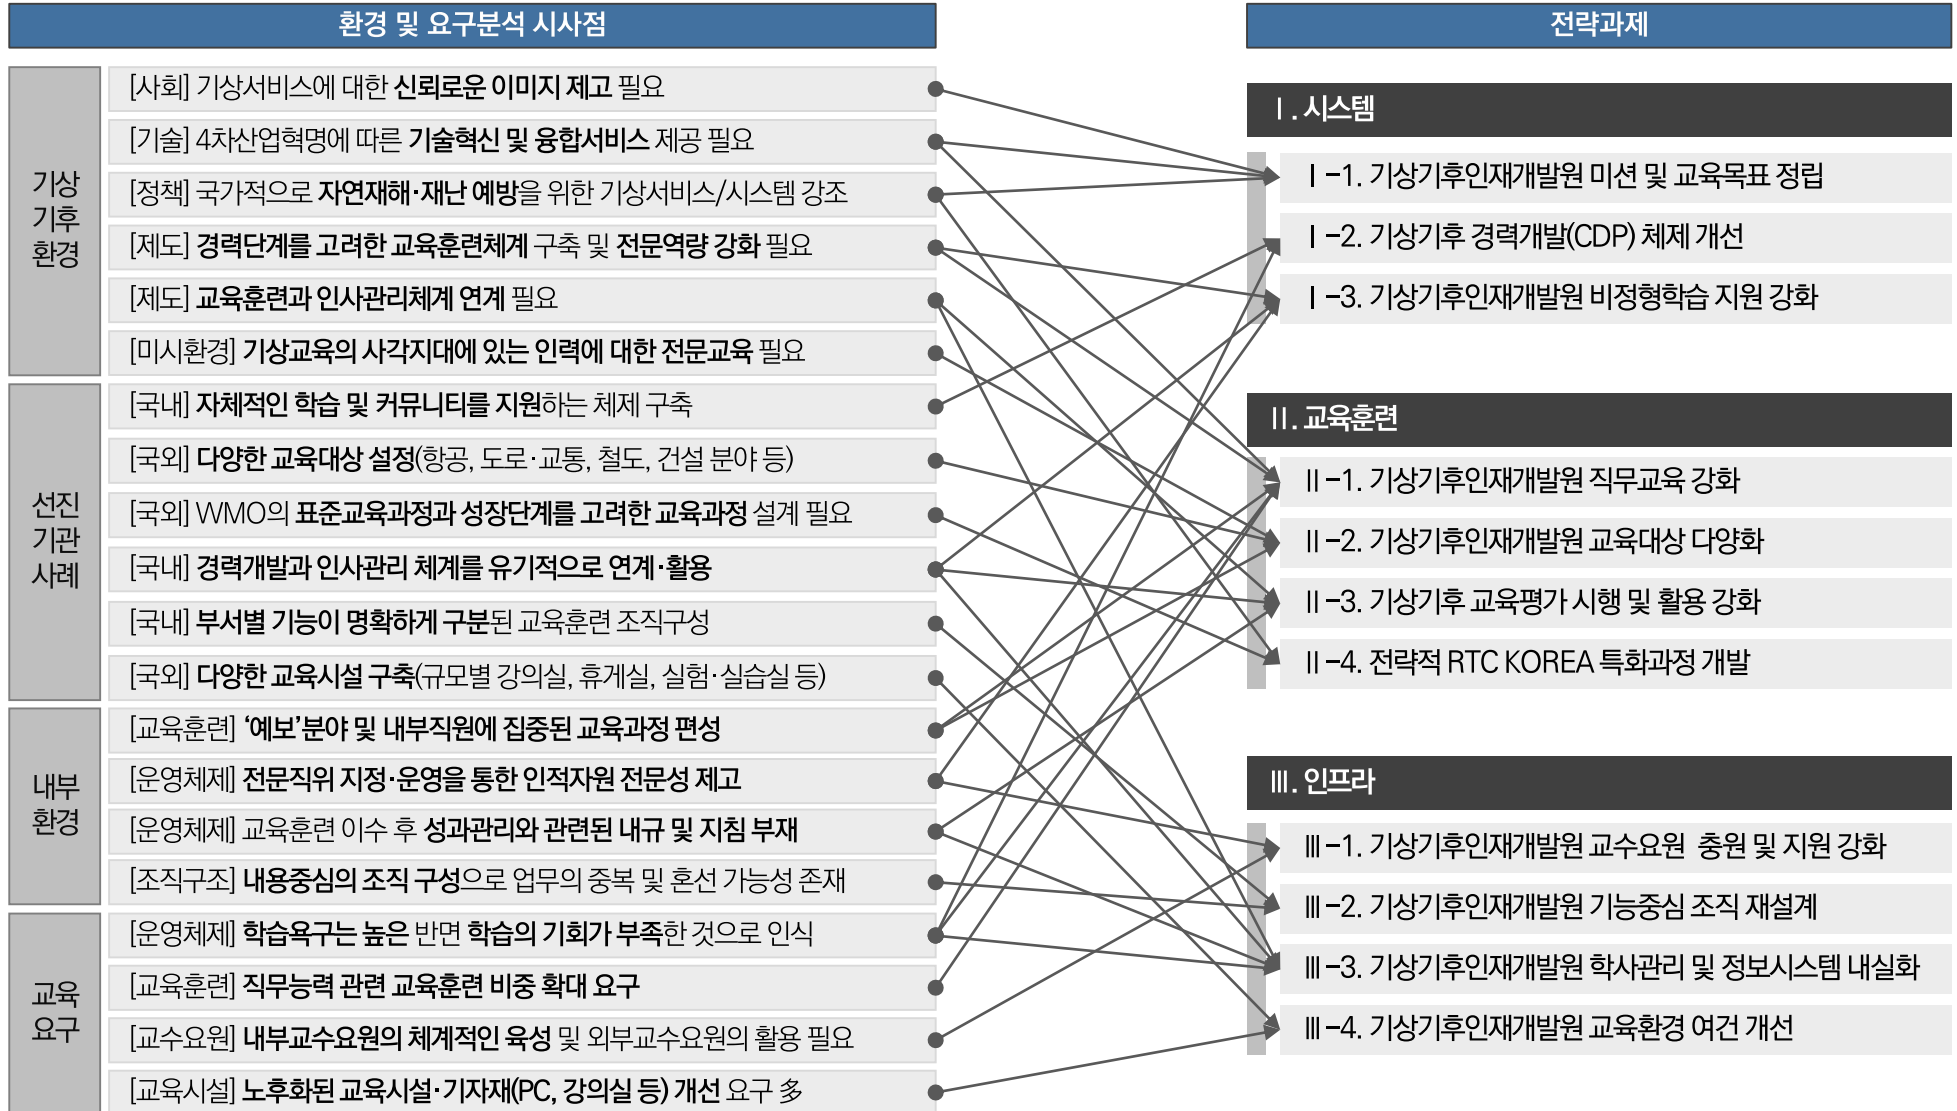 환경 및 요구분석 시사점
기상
기후
환경
[사회] 기상서비스에 대한 신뢰로운 이미지 제고 필요
[기술] 4차산업혁명에 따른 기술혁신 및 융합서비스 제공 필요
[정책] 국가적으로 자연재해·재난 예방을 위한 기상서비스/시스템 강조
[제도] 경력단계를 고려한 교육훈련체계 구축 및 전문역량 강화 필요
[제도] 교육훈련과 인사관리체계 연계 필요
[미시환경] 기상교육의 사각지대에 있는 인력에 대한 전문교육 필요
선진
기관
사례
[국내] 자체적인 학습 및 커뮤니티를 지원하는 체제 구축
[국외] 다양한 교육대상 설정(항공, 도로·교통, 철도, 건설 분야 등)
[국외] WMO의 표준교육과정과 성장단계를 고려한 교육과정 설계 필요
[국내] 경력개발과 인사관리 체계를 유기적으로 연계·활용
[국내] 부서별 기능이 명확하게 구분된 교육훈련 조직구성
[국외] 다양한 교육시설 구축(규모별 강의실, 휴게실, 실험·실습실 등)
내부
환경
[교육훈련] ‘예보’분야 및 내부직원에 집중된 교육과정 편성
[운영체제] 전문직위 지정·운영을 통한 인적자원 전문성 제고
[운영체제] 교육훈련 이수 후 성과관리와 관련된 내규 및 지침 부재
[조직구조] 내용중심의 조직 구성으로 업무의 중복 및 혼선 가능성 존재
교육
요구
[운영체제] 학습욕구는 높은 반면 학습의 기회가 부족한 것으로 인식
[교육훈련] 직무능력 관련 교육훈련 비중 확대 요구
[교수요원] 내부교수요원의 체계적인 육성 및 외부교수요원의 활용 필요
[교육시설] 노후화된 교육시설·기자재(PC, 강의실 등) 개선 요구 多
전략과제
Ⅰ. 시스템
Ⅰ-1. 기상기후인재개발원 미션 및 교육목표 정립
Ⅰ-2. 기상기후 경력개발(CDP) 체제 개선
Ⅰ-3. 기상기후인재개발원 비정형학습 지원 강화
Ⅱ. 교육훈련
Ⅱ-1. 기상기후인재개발원 직무교육 강화
Ⅱ-2. 기상기후인재개발원 교육대상 다양화
Ⅱ-3. 기상기후 교육평가 시행 및 활용 강화
Ⅱ-4. 전략적 RTC KOREA 특화과정 개발
Ⅲ. 인프라
Ⅲ-1. 기상기후인재개발원 교수요원 충원 및 지원 강화
Ⅲ-2. 기상기후인재개발원 기능중심 조직 재설계
Ⅲ-3. 기상기후인재개발원 학사관리 및 정보시스템 내실화
Ⅲ-4. 기상기후인재개발원 교육환경 여건 개선